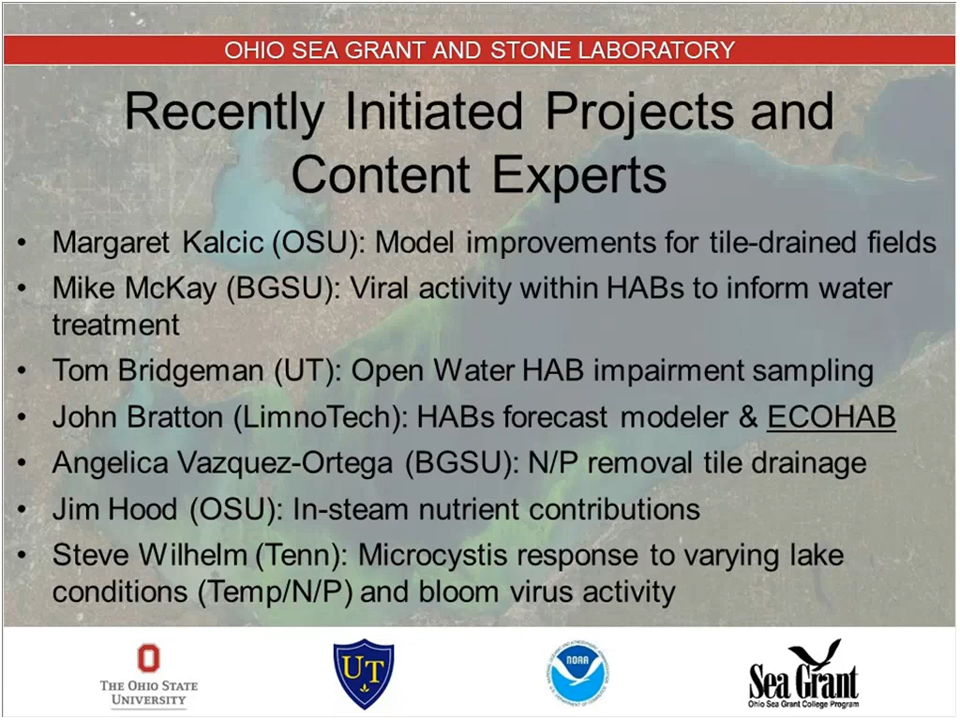 OHIO SEA GRANT AND STONE LABORATORY
Recently Initiated Projects and
Content Experts
• Margaret Kalcic (OSU): Model improvements for tile-drained fields
• Mike McKay (BGSU): Viral activity within HABs to inform water
treatment
• Tom Bridgeman (UT): Open Water HAB impairment sampling
• John Bratton (LimnoTech): HABs forecast modeler & ECOHAB
• Angelica Vazquez-Ortega (BGSU): N/P removal tile drainage
• Jim Hood (OSU): In-steam nutrient contributions
• Steve Wilhelm (Tenn): Microcystis response to varying lake
conditions (Temp/N/P) and bloom virus activity
THE OHIO STATE
UNIVERSITY
UT
NOAA
Sea Grant
Ohio Sea Grant College Program